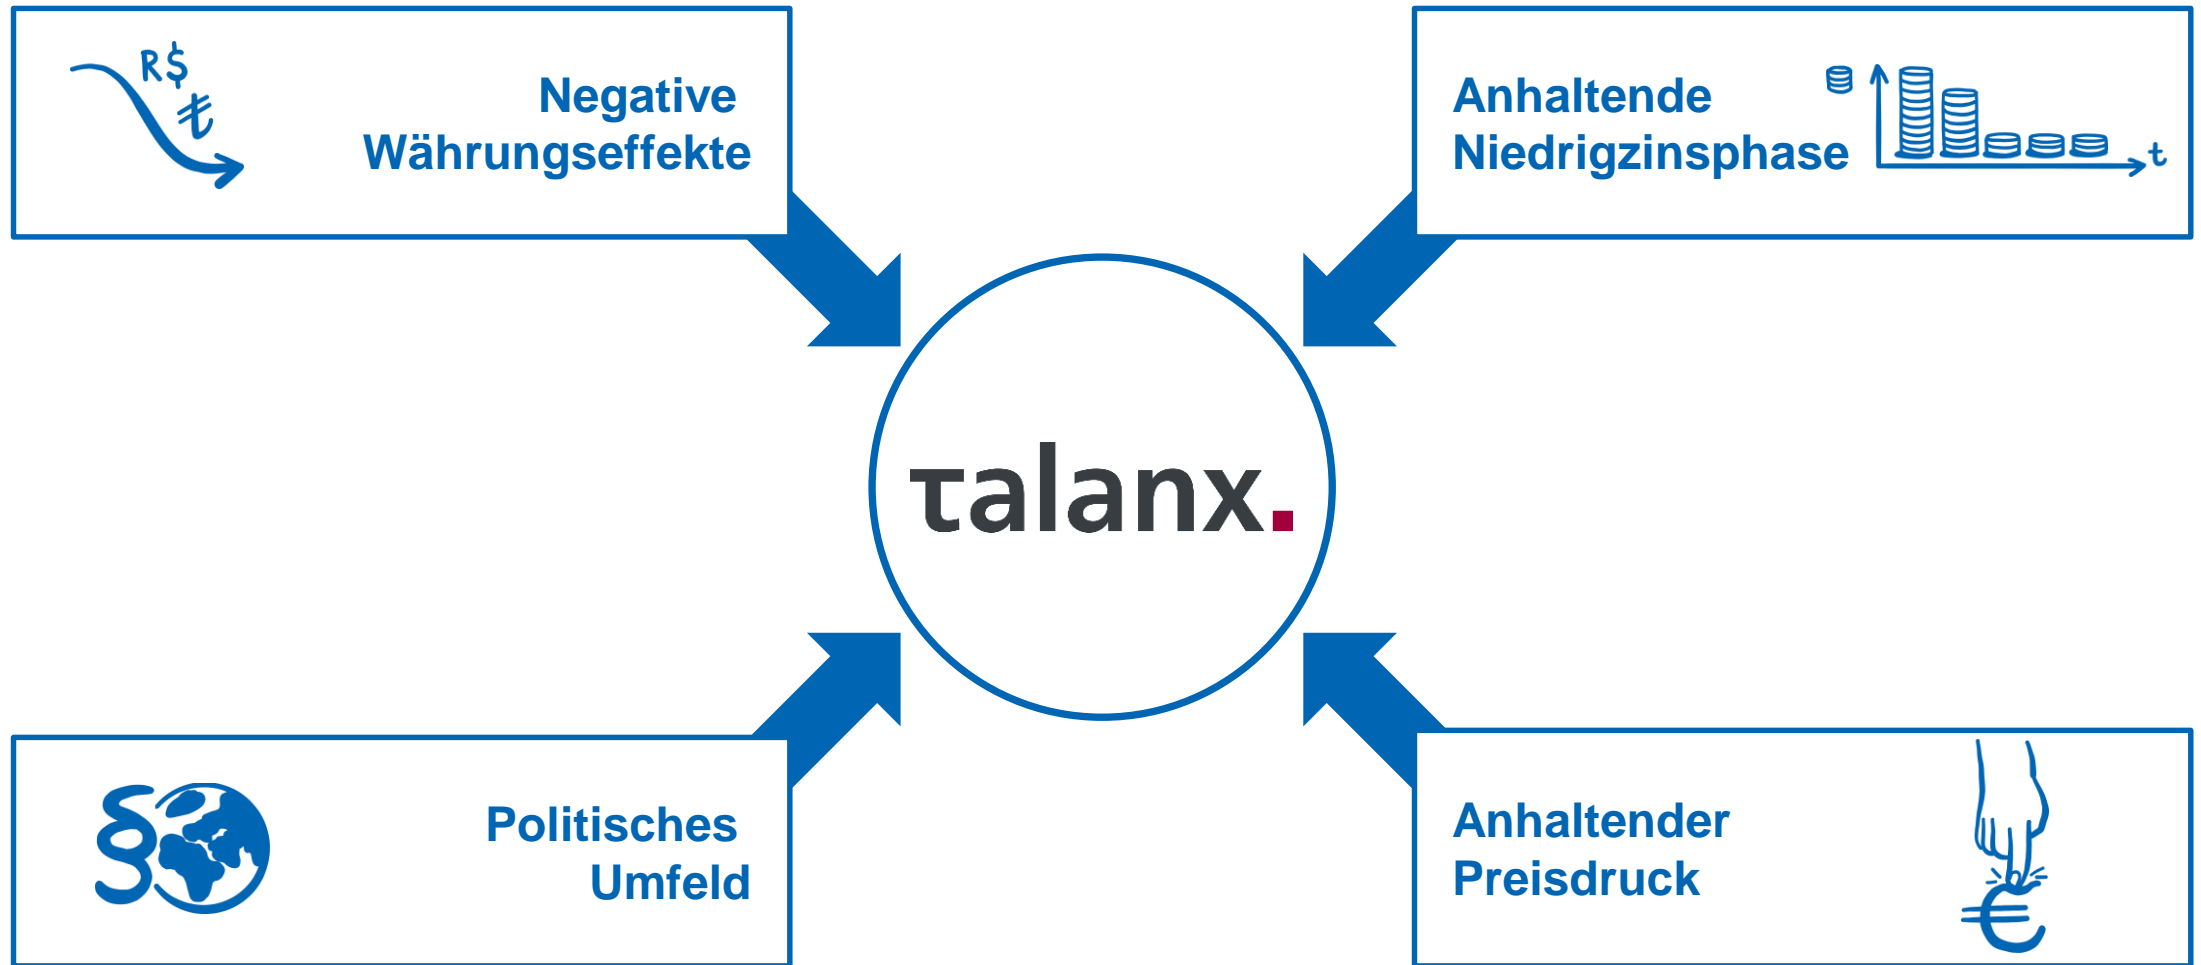 R$
₺
Negative
Währungseffekte
Anhaltende
Niedrigzinsphase
t
talanx.
Politisches
Umfeld
§
Anhaltender
Preisdruck
€